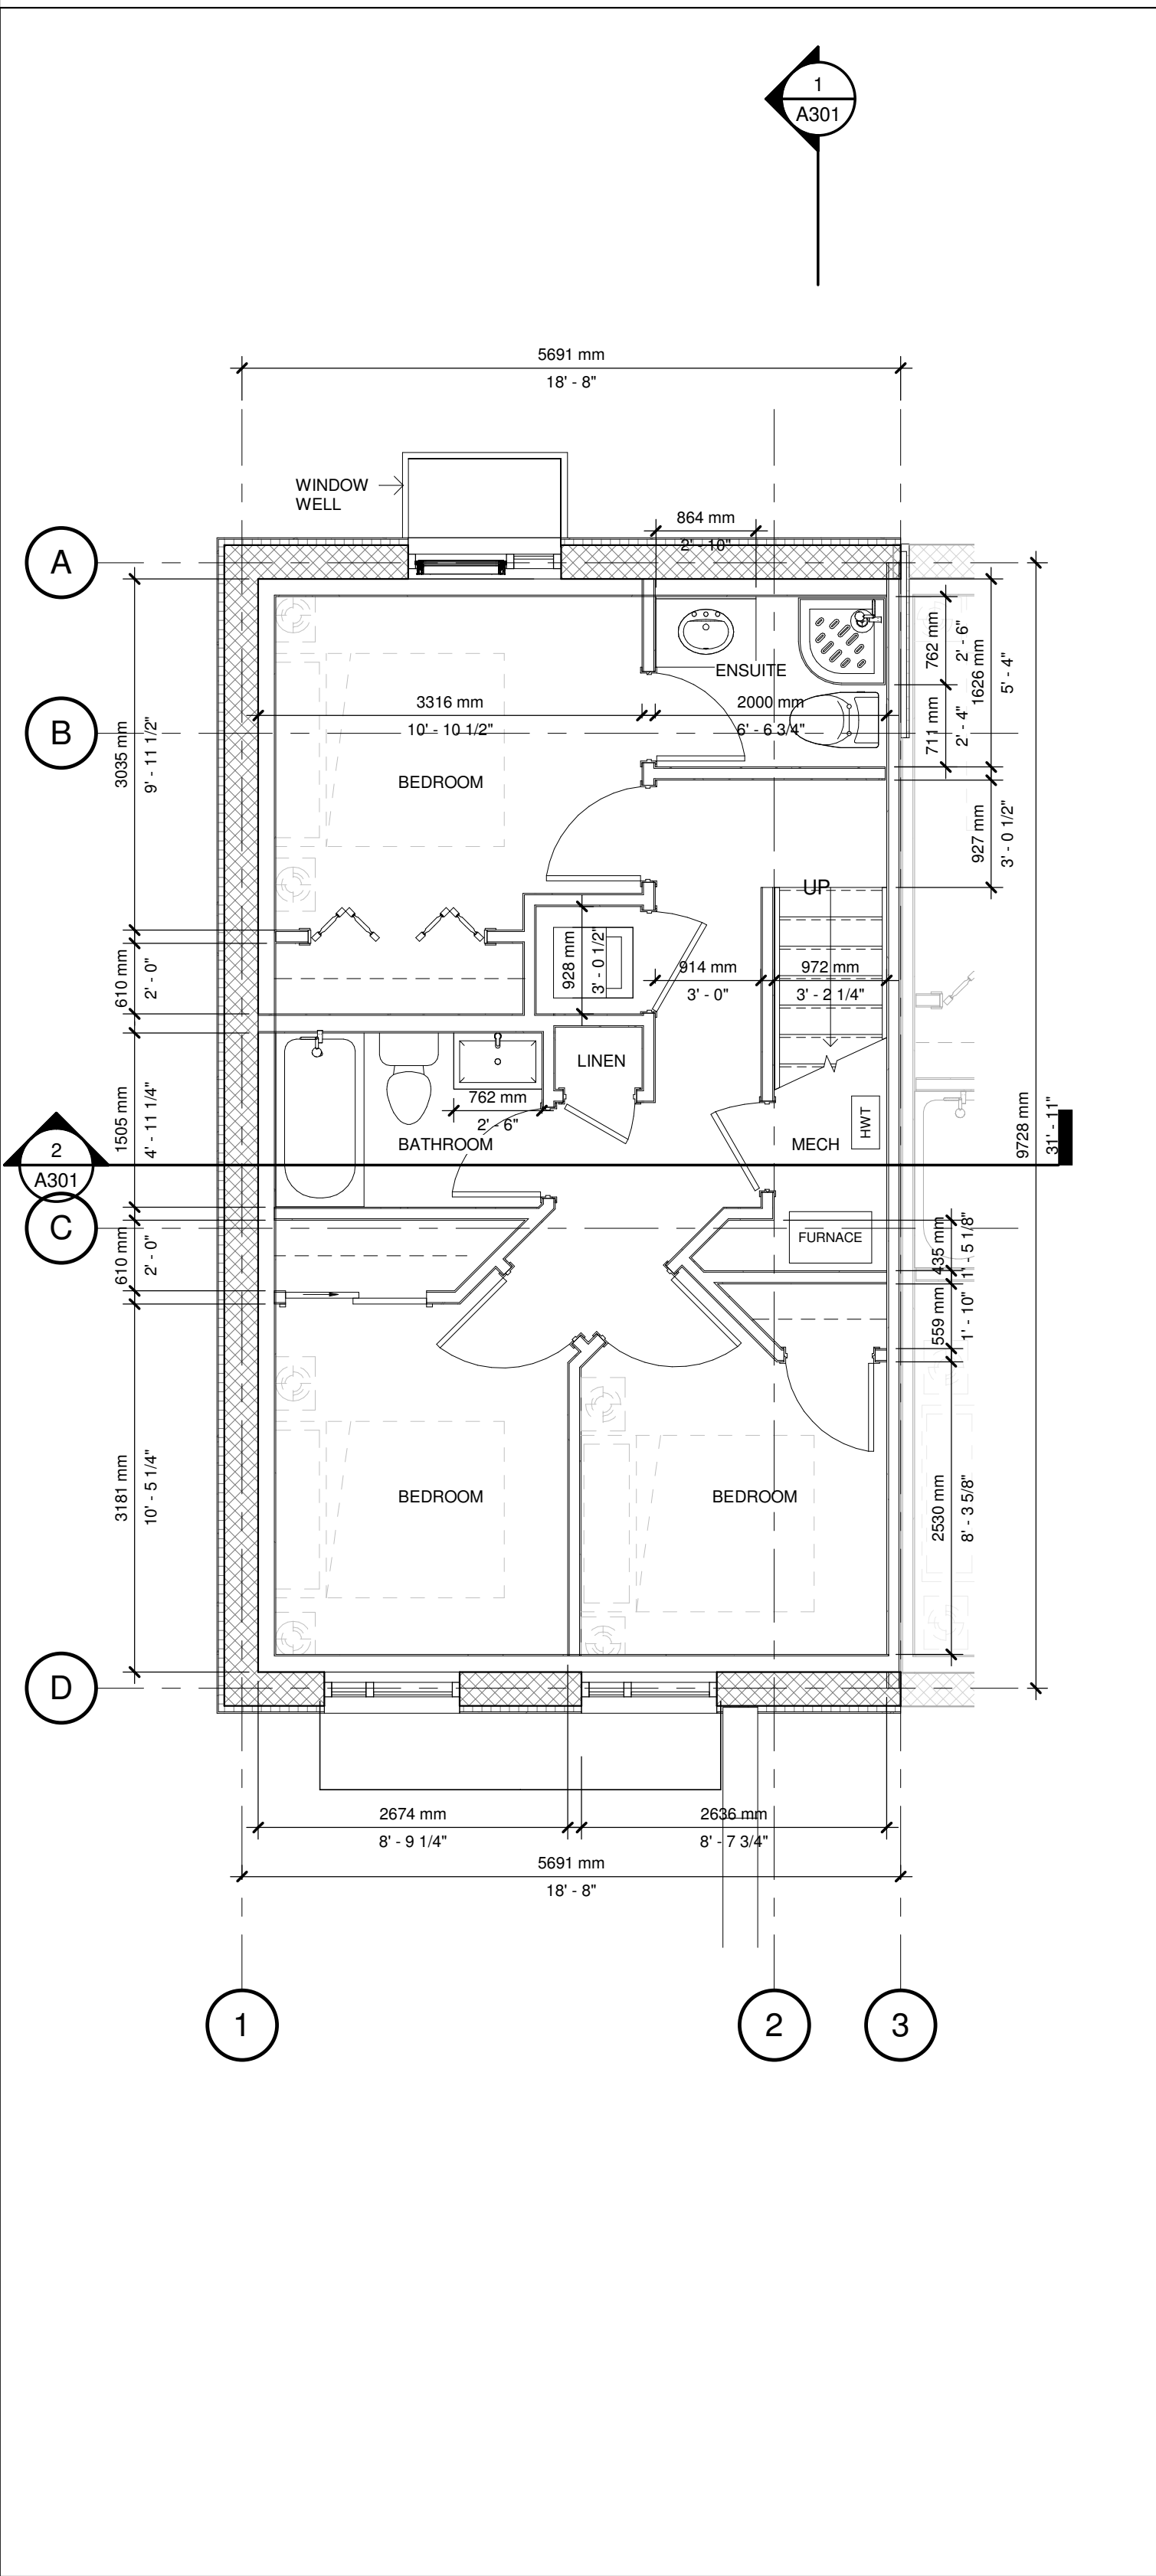 1
A301
5691 mm
18' - 8"
WINDOW
WELL
864 mm
2' - 10"
A
ENSUITE
762 mm
2' - 6"
1626 mm
5' - 4"
711 mm
2' - 4"
3316 mm
10' - 10 1/2"
2000 mm
6' - 6 3/4"
B
3035 mm
9' - 11 1/2"
BEDROOM
927 mm
3' - 0 1/2"
UP
928 mm
3' - 0 1/2"
914 mm
3' - 0"
972 mm
3' - 2 1/4"
610 mm
2' - 0"
LINEN
762 mm
2' - 6"
BATHROOM
MECH
HWT
1505 mm
4' - 11 1/4"
9728 mm
31' - 11"
2
A301
C
FURNACE
610 mm
2' - 0"
435 mm
1' - 5 1/8"
559 mm
1' - 10"
3181 mm
10' - 5 1/4"
BEDROOM
BEDROOM
2530 mm
8' - 3 5/8"
D
2674 mm
8' - 9 1/4"
2636 mm
8' - 7 3/4"
5691 mm
18' - 8"
1
2
3